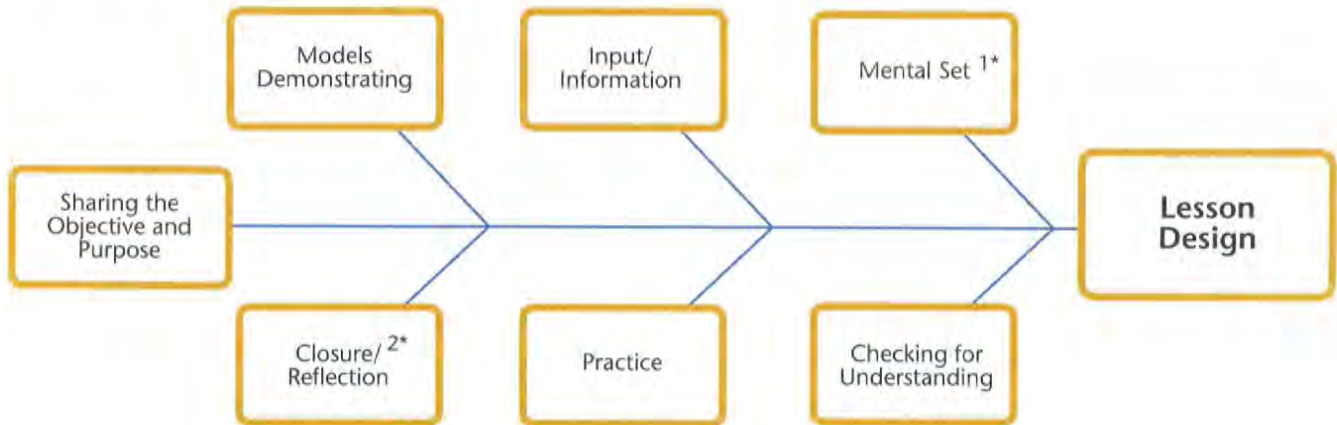 Models
Demonstrating
Input/
Information
Mental Set 1*
Sharing the
Objective and
Purpose
Lesson
Design
Closure/ 2*
Reflection
Practice
Checking for
Understanding